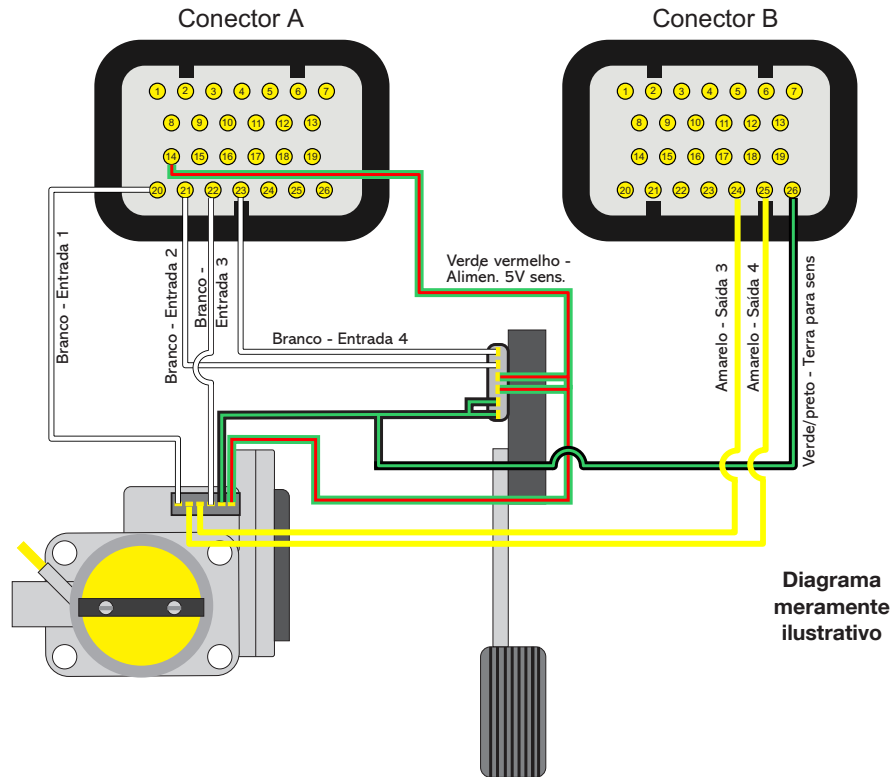 Conector A
Conector B
1 2 3 4 5 6 7
8 9 10 11 12 13
14 15 16 17 18 19
20 21 22 23 24 25 26
1 2 3 4 5 6 7
8 9 10 11 12 13
14 15 16 17 18 19
20 21 22 23 24 25 26
Branco - Entrada 1
Branco - Entrada 2
Branco -
Entrada 3
Verde vermelho -
Alimen. 5V sens.
Branco - Entrada 4
Amarelo - Saída 3
Amarelo - Saída 4
Verde/preto - Terra para sens
Diagrama
meramente
ilustrativo